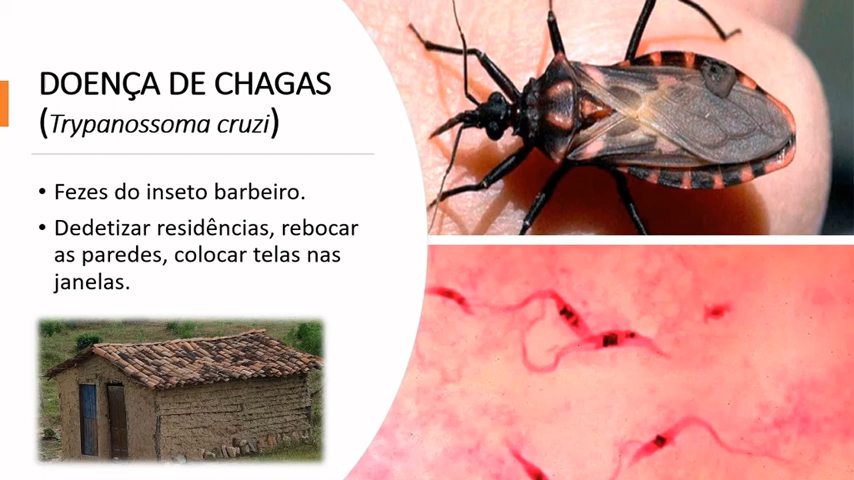 DOENÇA DE CHAGAS
(Trypanossoma cruzi)
• Fezes do inseto barbeiro.
• Dedetizar residências, rebocar
as paredes, colocar telas nas
janelas.